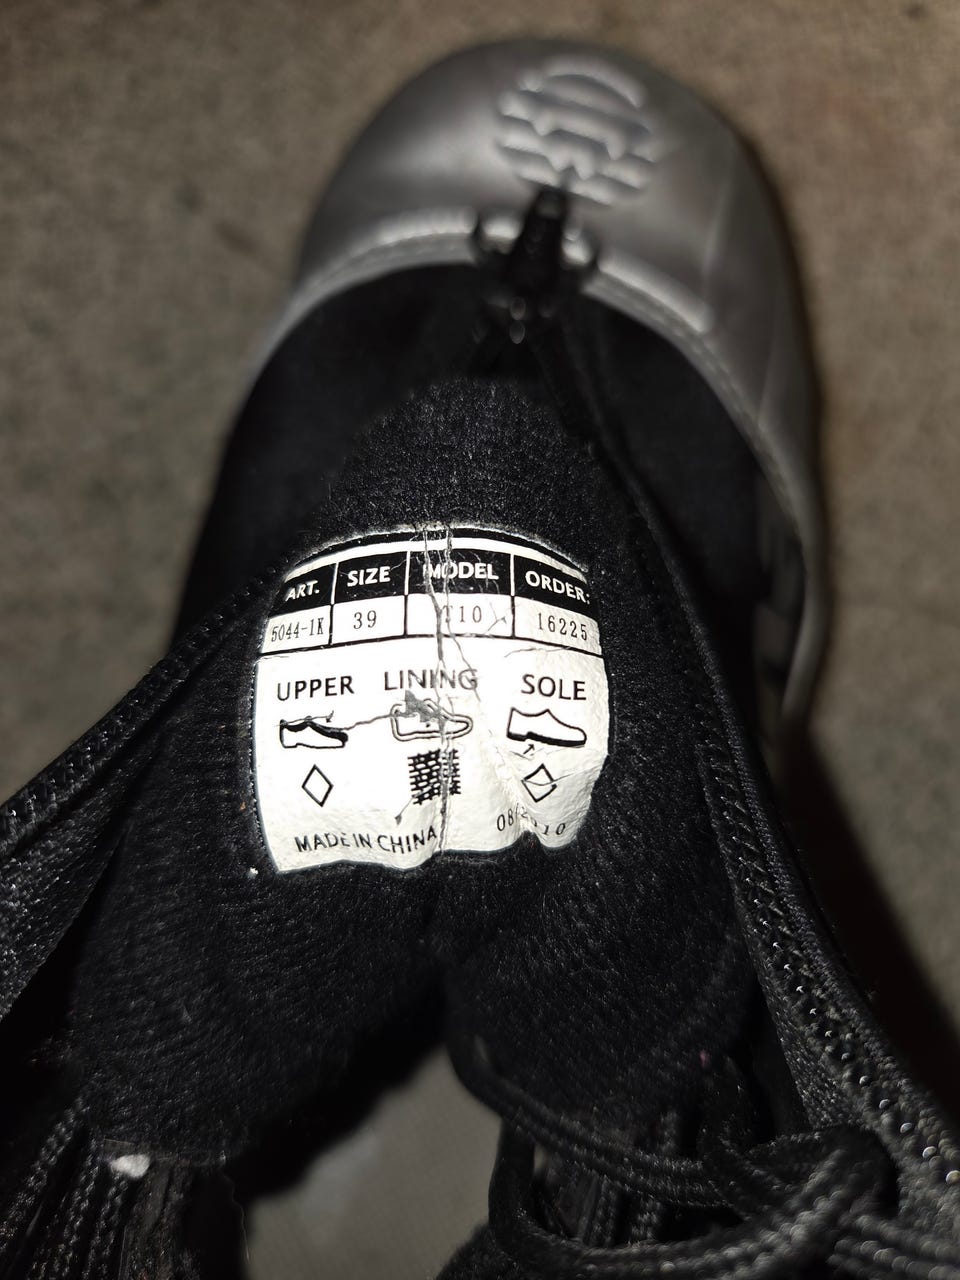 ART. SIZE MODEL ORDER:
5044-1K 39 16225
UPPER LINING SOLE
MADE IN CHINA